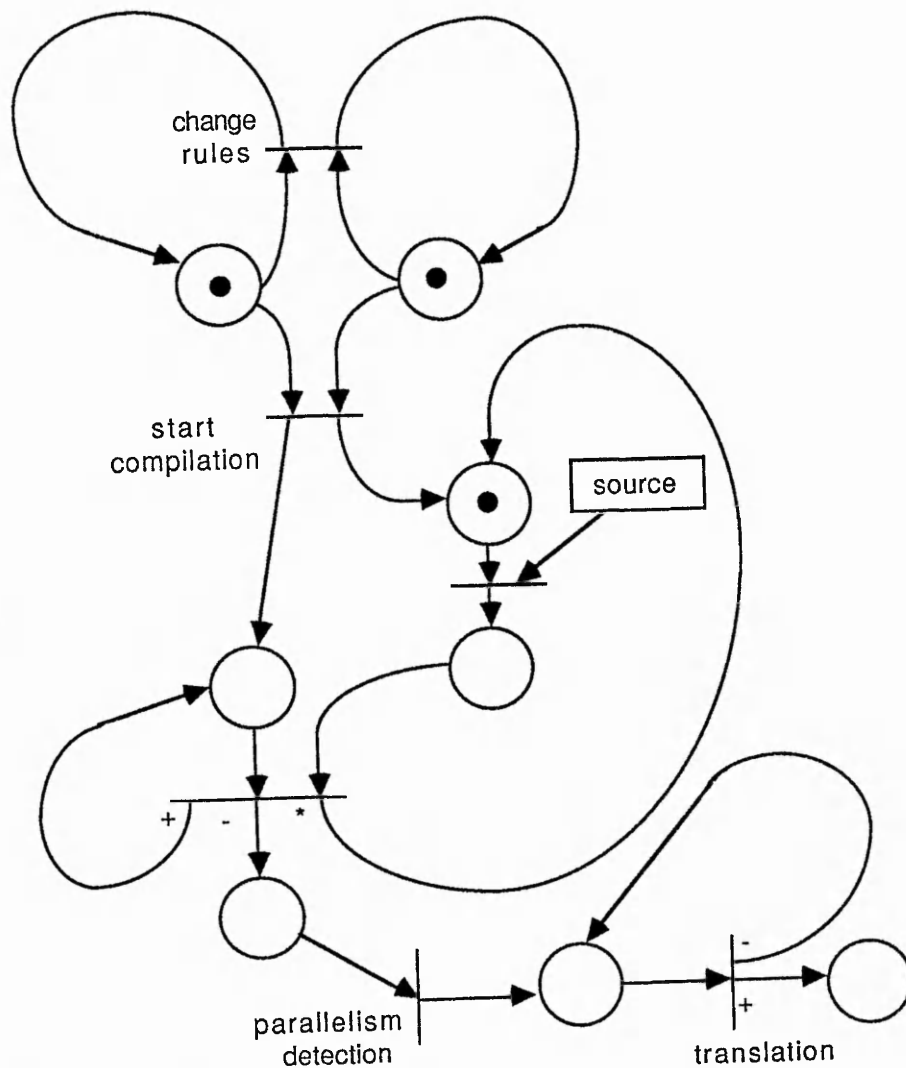 change
rules
start
compilation
source
+ - *
-
+
parallelism
detection
translation